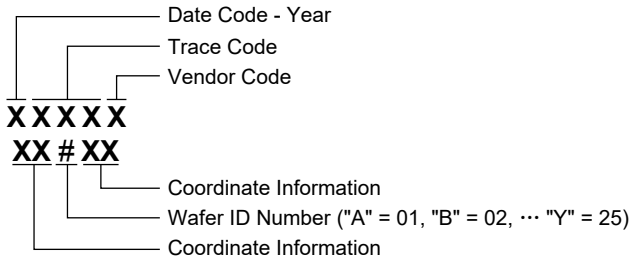 Date Code - Year
Trace Code
Vendor Code
X X X X X
XX # XX
Coordinate Information
Wafer ID Number ("A" = 01, "B" = 02, ··· "Y" = 25)
Coordinate Information